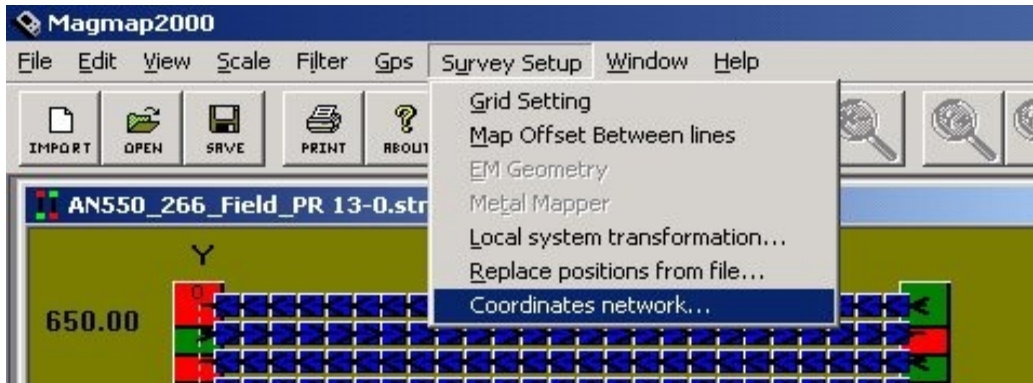 Magmap2000
File Edit View Scale Filter Gps Survey Setup Window Help
Grid Setting
Map Offset Between lines
EM Geometry
Metal Mapper
Local system transformation...
Replace positions from file...
Coordinates network...
IMPORT OPEN SAVE PRINT ABOUT
AN550_266_Field_PR 13-0.str
Y
0
650.00